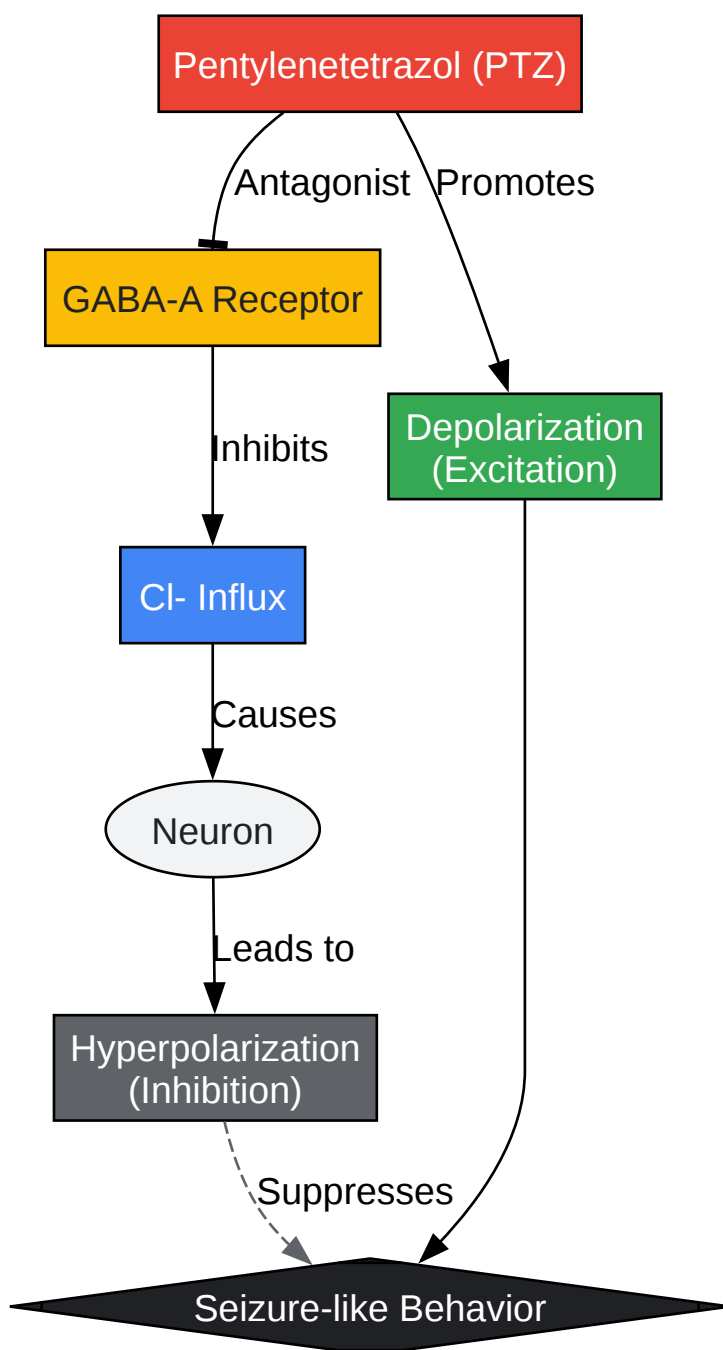 Pentylenetetrazol (PTZ)
Antagonist
Promotes
GABA-A Receptor
Depolarization
(Excitation)
Inhibits
Cl- Influx
Causes
Neuron
Leads to
Hyperpolarization
(Inhibition)
Suppresses
Seizure-like Behavior